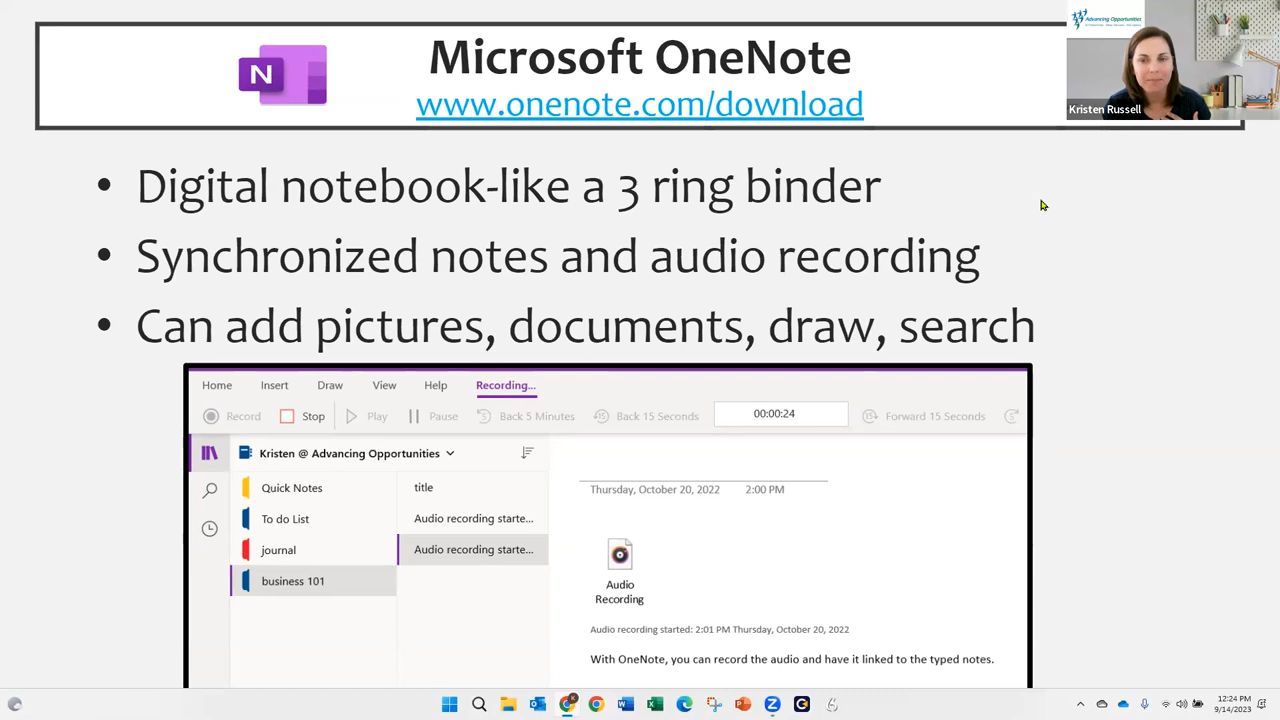 Microsoft OneNote
www.onenote.com/download
N
Advancing Opportunities
Kristen Russell
• Digital notebook-like a 3 ring binder
• Synchronized notes and audio recording
• Can add pictures, documents, draw, search
Home Insert Draw View Help Recording...
Record Stop Play Pause Back 5 Minutes Back 15 Seconds 00:00:24 Forward 15 Seconds
Kristen @ Advancing Opportunities
Quick Notes
To do List
journal
business 101
title
Audio recording starte...
Audio recording starte...
Thursday, October 20, 2022 2:00 PM
Audio
Recording
Audio recording started: 2:01 PM Thursday, October 20, 2022
With OneNote, you can record the audio and have it linked to the typed notes.
12:24 PM
9/14/2023